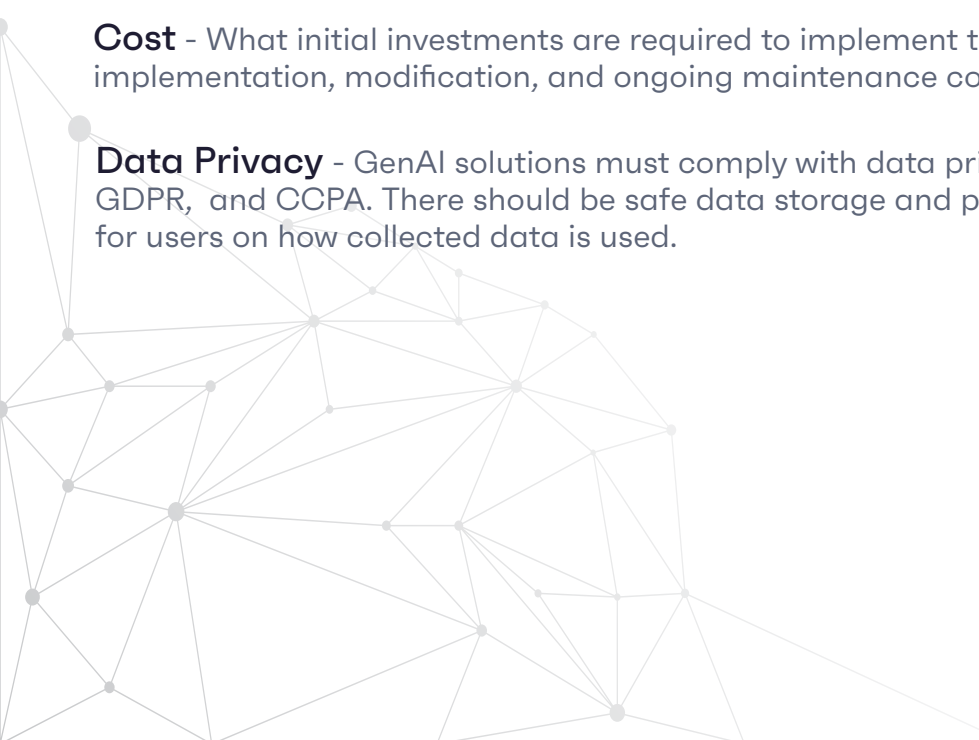 Cost - What initial investments are required to implement t
implementation, modification, and ongoing maintenance co
Data Privacy - GenAI solutions must comply with data pri
GDPR,  and CCPA. There should be safe data storage and p
for users on how collected data is used.